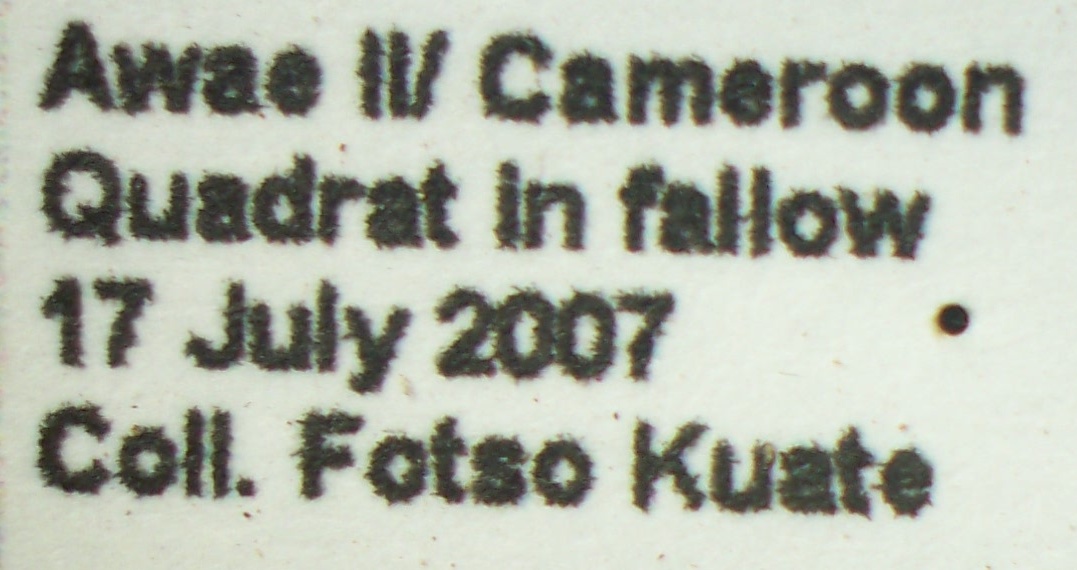 Awae II/ Cameroon
Quadrat in fallow
17 July 2007
Coll. Fotso Kuate